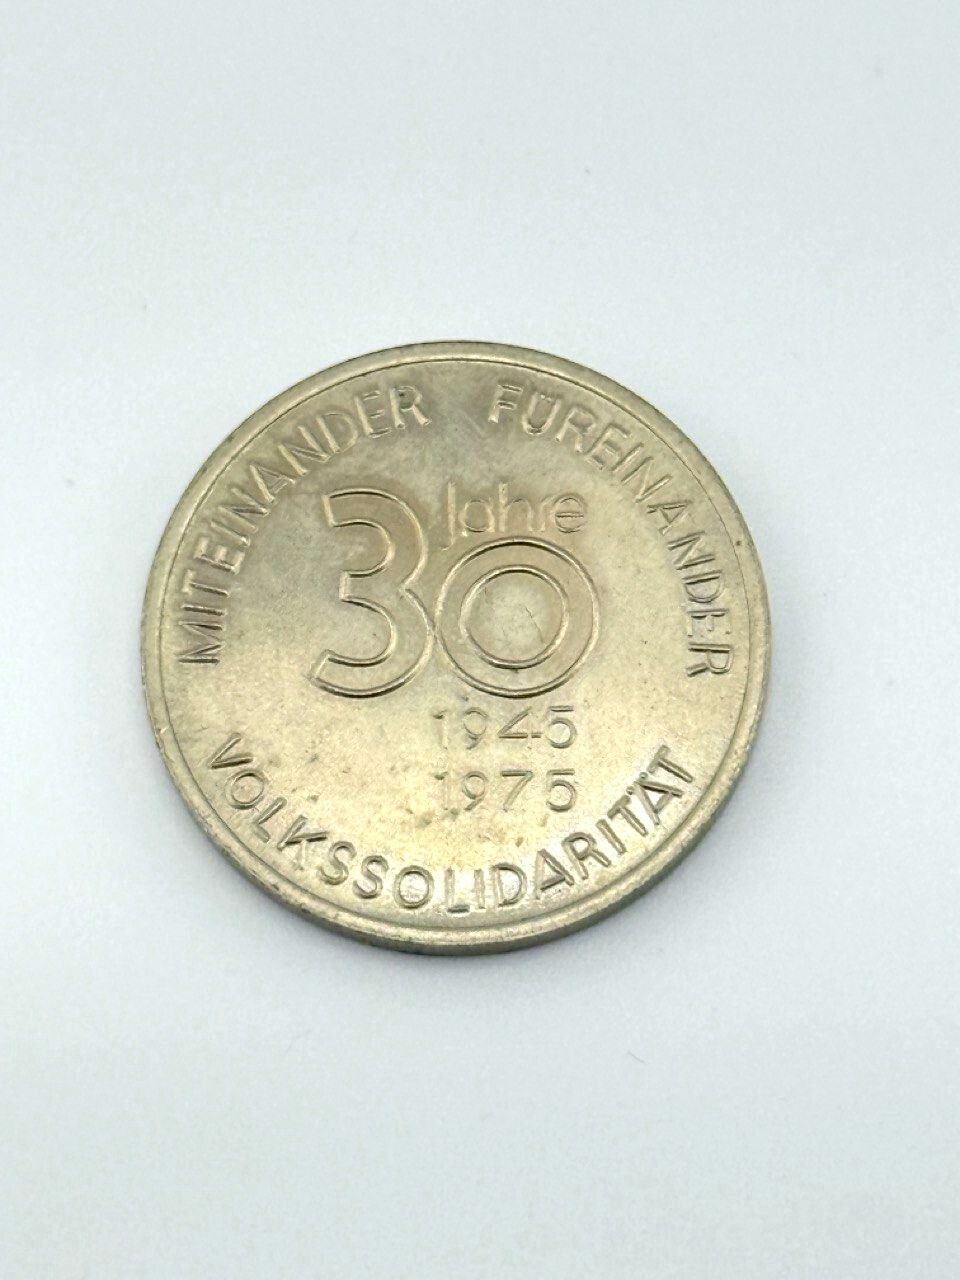 MITEINANDER FÜREINANDER
30 Jahre
1945
1975
VOLKSSOLIDARITÄT